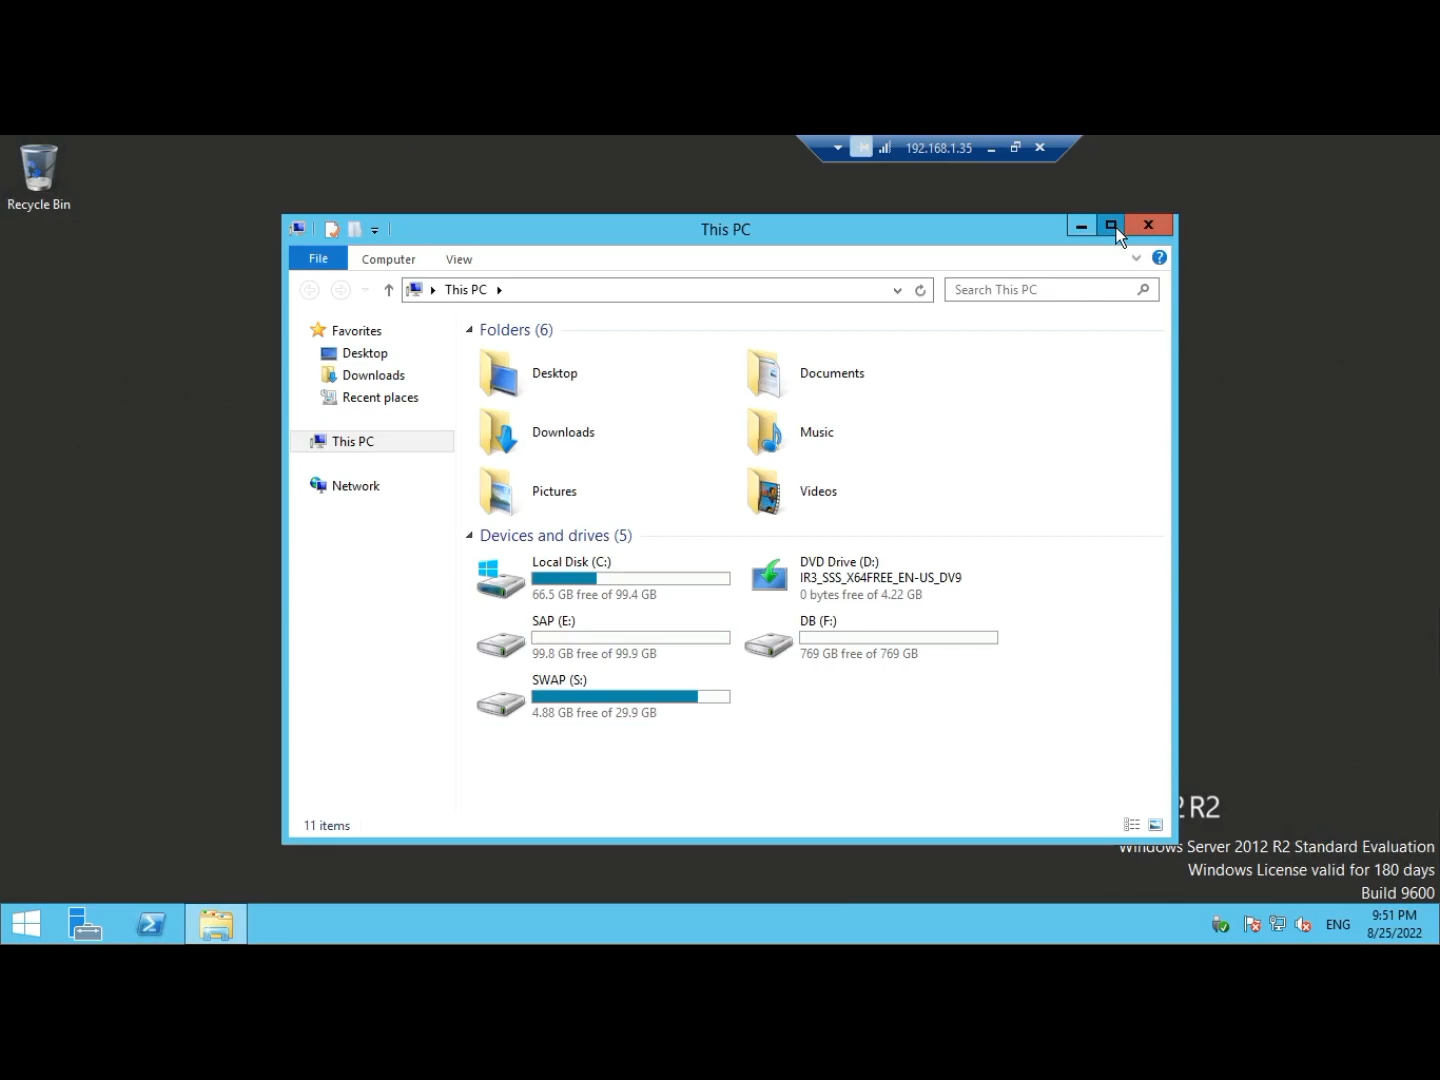 192.168.1.35
Recycle Bin
This PC
File
Computer
View
This PC
Search This PC
Favorites
Desktop
Downloads
Recent places
This PC
Network
Folders (6)
Desktop
Documents
Downloads
Music
Pictures
Videos
Devices and drives (5)
Local Disk (C:)
66.5 GB free of 99.4 GB
DVD Drive (D:)
IR3_SSS_X64FREE_EN-US_DV9
0 bytes free of 4.22 GB
SAP (E:)
99.8 GB free of 99.9 GB
DB (F:)
769 GB free of 769 GB
SWAP (S:)
4.88 GB free of 29.9 GB
11 items
2 R2
Windows Server 2012 R2 Standard Evaluation
Windows License valid for 180 days
Build 9600
ENG
9:51 PM
8/25/2022